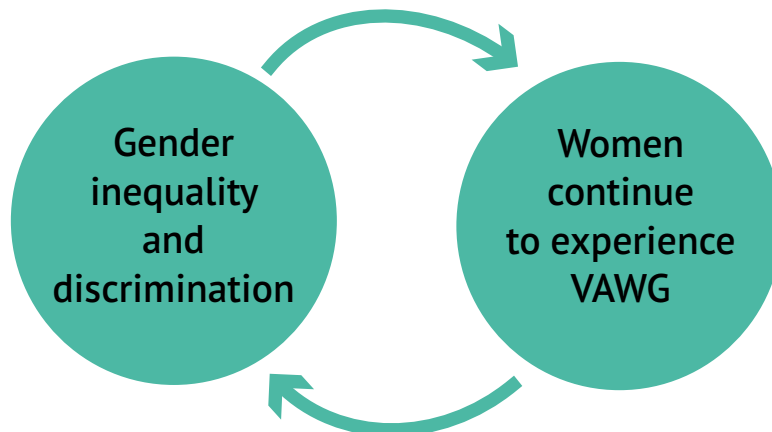 Gender
inequality
and
discrimination
Women
continue
to experience
VAWG